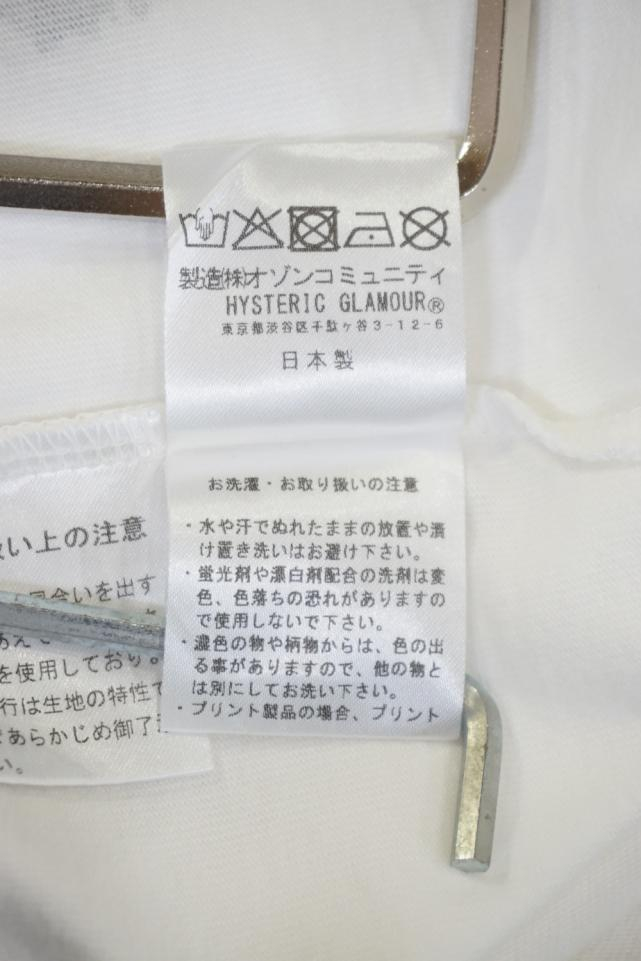 製造(株)オゾンコミュニティ
HYSTERIC GLAMOUR®
東京都渋谷区千駄ヶ谷3-12-6
日本製
お洗濯・お取り扱いの注意
・水や汗でぬれたままの放置や漬
け置き洗いはお避け下さい。
・蛍光剤や漂白剤配合の洗剤は変
色、色落ちの恐れがありますの
で使用しないで下さい。
・濃色の物や柄物からは、色の出
る事がありますので、他の物と
は別にしてお洗い下さい。
・プリント製品の場合、プリント
扱い上の注意
風合いを出す
を使用しており。
行は生地の特性で
あらかじめ御了
い。